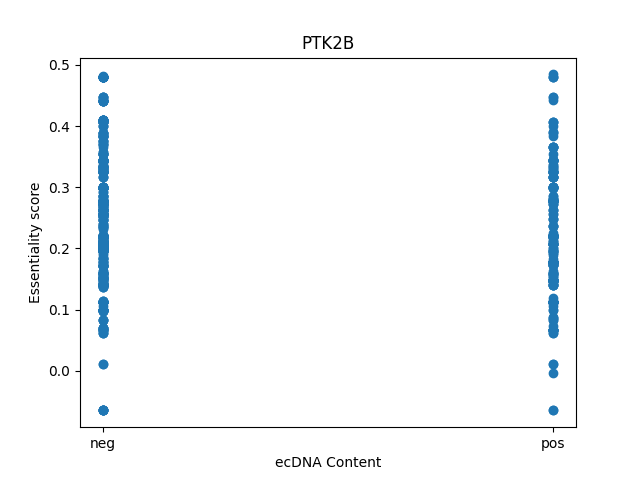 PTK2B
Essentiality score
0.5
0.4
0.3
0.2
0.1
0.0
neg
pos
ecDNA Content